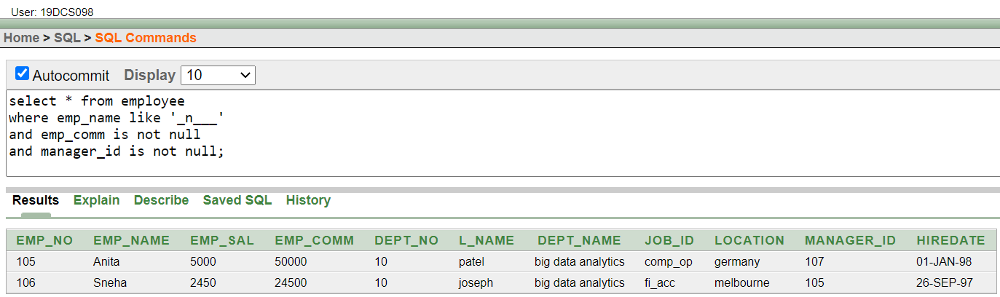 User: 19DCS098
Home > SQL > SQL Commands
Autocommit Display 10
select * from employee
where emp_name like '_n___'
and emp_comm is not null
and manager_id is not null;
Results Explain Describe Saved SQL History
EMP_NO EMP_NAME EMP_SAL EMP_COMM DEPT_NO L_NAME DEPT_NAME JOB_ID LOCATION MANAGER_ID HIREDATE
105 Anita 5000 50000 10 patel big data analytics comp_op germany 107 01-JAN-98
106 Sneha 2450 24500 10 joseph big data analytics fi_acc melbourne 105 26-SEP-97